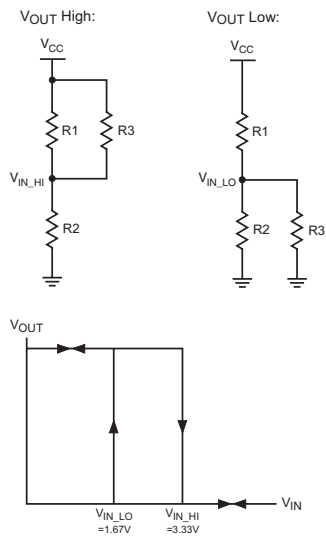 VOUT High:
VOUT Low:
VCC
VCC
R1
R3
R1
VIN_HI
VIN_LO
R2
R2
R3
VOUT
VIN
VIN_LO
=1.67V
VIN_HI
=3.33V